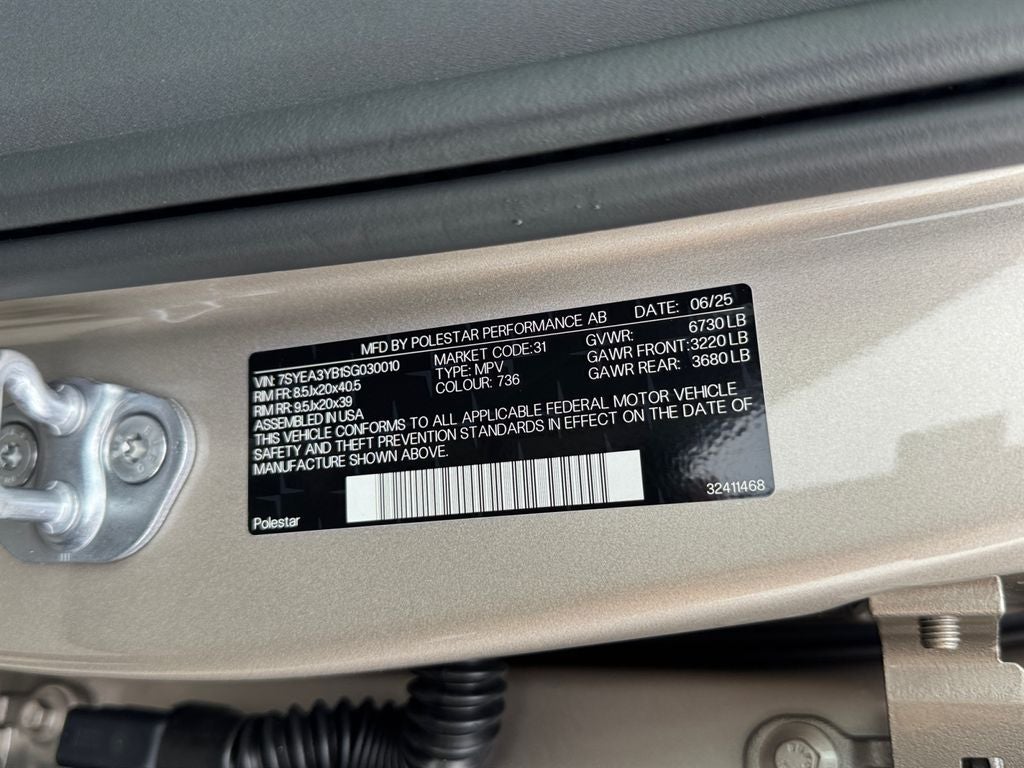 MFD BY POLESTAR PERFORMANCE AB DATE: 06/25
VIN: 7SYEA3YB1SG030010 MARKET CODE:31 GVWR: 6730 LB
RIM FR: 8.5Jx20x40.5 TYPE: MPV GAWR FRONT:3220 LB
RIM RR: 9.5Jx20x39 COLOUR: 736 GAWR REAR: 3680 LB
ASSEMBLED IN USA
THIS VEHICLE CONFORMS TO ALL APPLICABLE FEDERAL MOTOR VEHICLE
SAFETY AND THEFT PREVENTION STANDARDS IN EFFECT ON THE DATE OF
MANUFACTURE SHOWN ABOVE.
Polestar 32411468